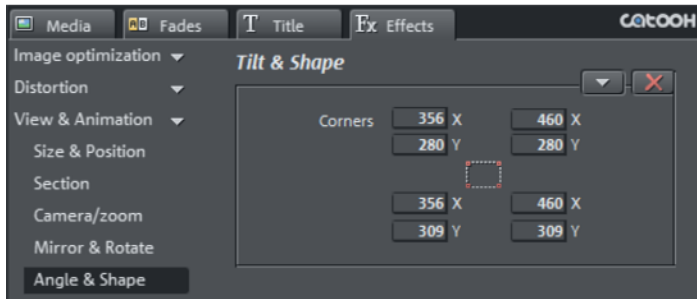 Media Fades T Title Fx Effects catooh
Image optimization
Tilt & Shape
Distortion
View & Animation
Corners 356 X 460 X
280 Y 280 Y
Size & Position
Section
356 X 460 X
Camera/zoom
309 Y 309 Y
Mirror & Rotate
Angle & Shape